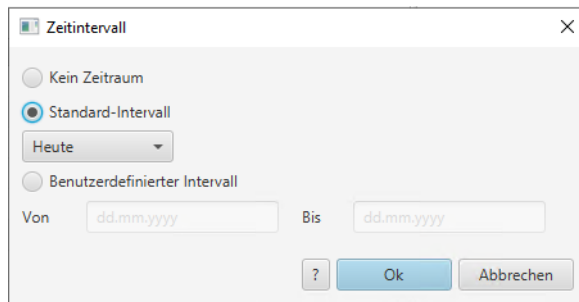 Zeitintervall
Kein Zeitraum
Standard-Intervall
Heute
Benutzerdefinierter Intervall
Von dd.mm.yyyy Bis dd.mm.yyyy
? Ok Abbrechen